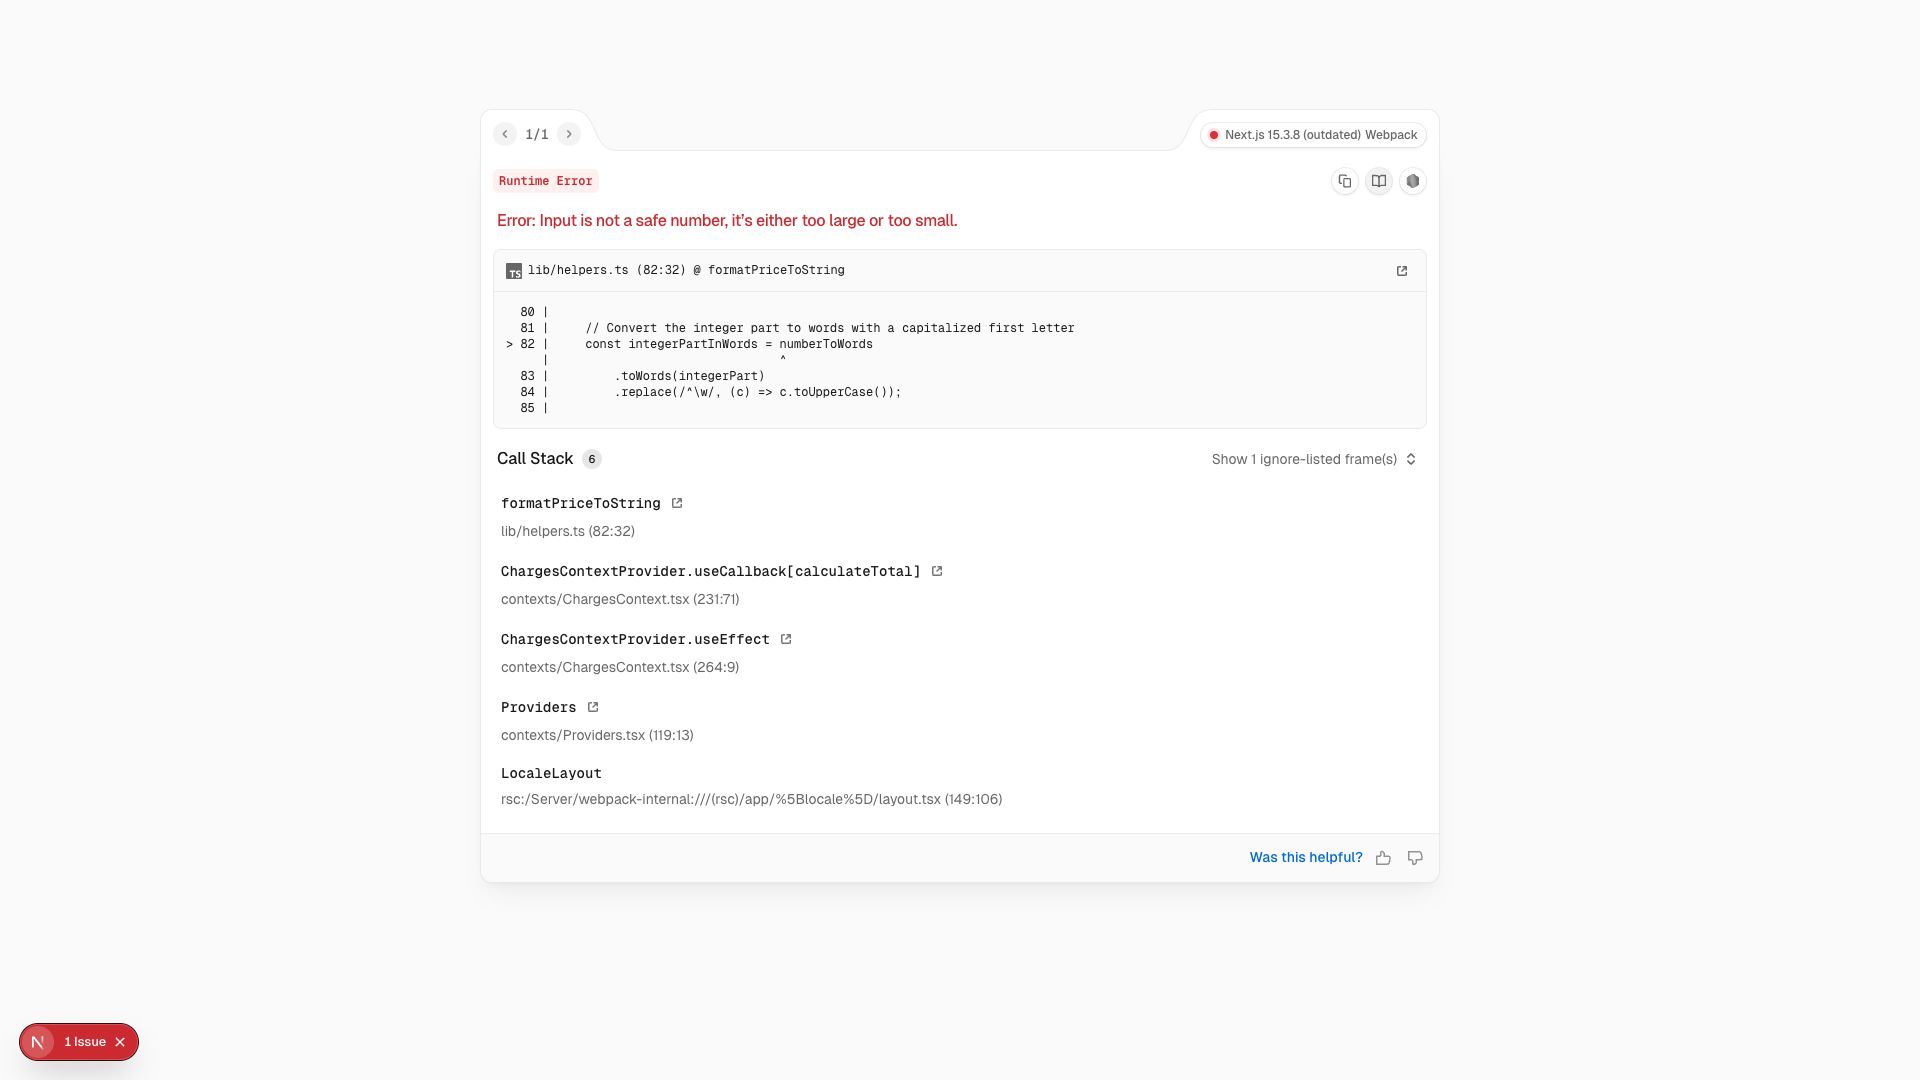 1/1
Next.js 15.3.8 (outdated) Webpack
Runtime Error
Error: Input is not a safe number, it's either too large or too small.
TS lib/helpers.ts (82:32) @ formatPriceToString
80 |
81 |     // Convert the integer part to words with a capitalized first letter
> 82 |     const integerPartInWords = numberToWords
|                                ^
83 |         .toWords(integerPart)
84 |         .replace(/^\w/, (c) => c.toUpperCase());
85 |
Call Stack 6
Show 1 ignore-listed frame(s)
formatPriceToString
lib/helpers.ts (82:32)
ChargesContextProvider.useCallback[calculateTotal]
contexts/ChargesContext.tsx (231:71)
ChargesContextProvider.useEffect
contexts/ChargesContext.tsx (264:9)
Providers
contexts/Providers.tsx (119:13)
LocaleLayout
rsc:/Server/webpack-internal:///(rsc)/app/%5Blocale%5D/layout.tsx (149:106)
Was this helpful?
N 1 Issue